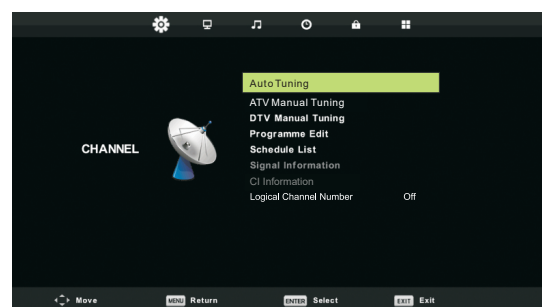 Auto Tuning
ATV Manual Tuning
DTV Manual Tuning
Programme Edit
CHANNEL
Schedule List
Signal Information
CI Information
Logical Channel Number Off
Move MENU Return ENTER Select EXIT Exit